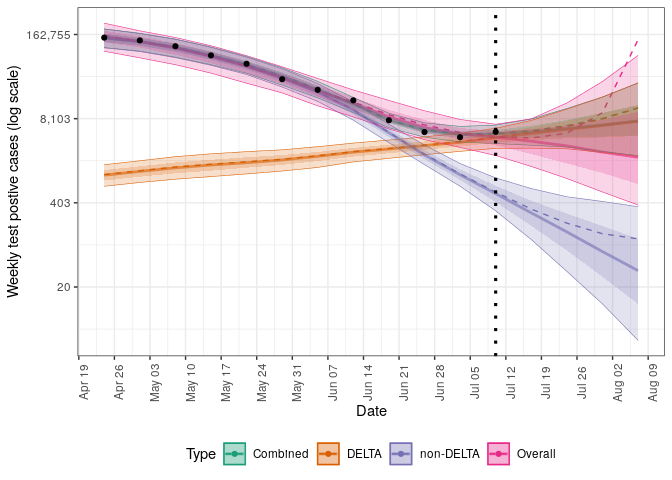 Weekly test postive cases (log scale)
162,755
8,103
403
20
Apr 19
Apr 26
May 03
May 10
May 17
May 24
May 31
Jun 07
Jun 14
Jun 21
Jun 28
Jul 05
Jul 12
Jul 19
Jul 26
Aug 02
Aug 09
Date
Type Combined DELTA non-DELTA Overall